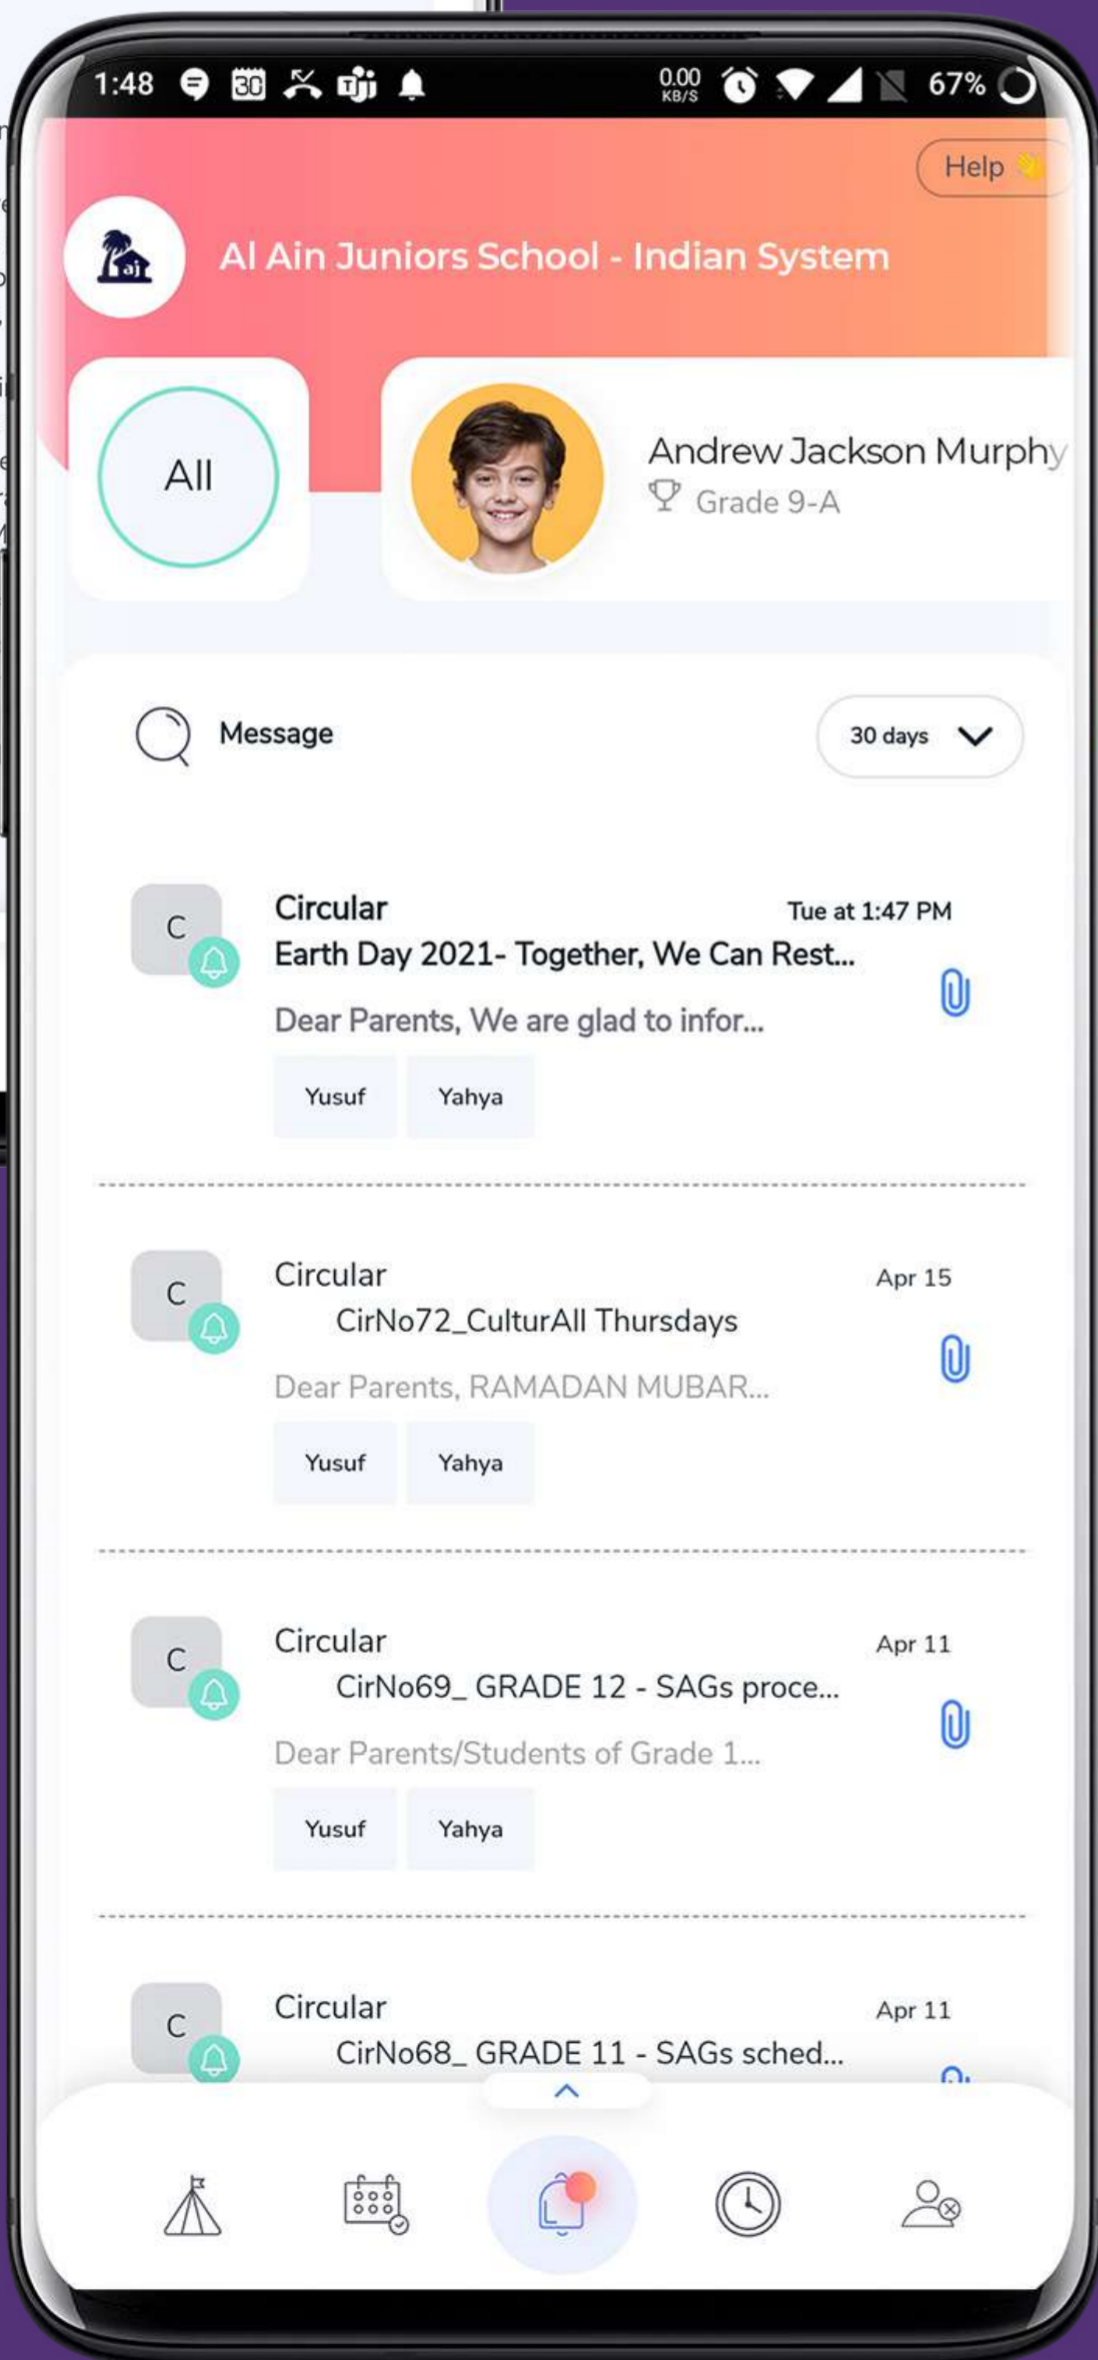 1:48
30
0.00
KB/S
67%
Help
aj
Al Ain Juniors School - Indian System
All
Andrew Jackson Murphy
Grade 9-A
Message
30 days
C
Circular
Tue at 1:47 PM
Earth Day 2021- Together, We Can Rest...
Dear Parents, We are glad to infor...
Yusuf
Yahya
C
Circular
Apr 15
CirNo72_CulturAll Thursdays
Dear Parents, RAMADAN MUBAR...
Yusuf
Yahya
C
Circular
Apr 11
CirNo69_ GRADE 12 - SAGs proce...
Dear Parents/Students of Grade 1...
Yusuf
Yahya
C
Circular
Apr 11
CirNo68_ GRADE 11 - SAGs sched...